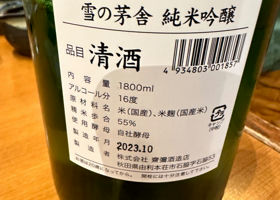 雪の茅舎 純米吟醸
品目 清酒
内容量 1800ml
アルコール分 16度
原材料名 米(国産)、米麹(国産米)
精米歩合 55%
使用酵母 自社酵母
製造年月 2023.10
製造者 株式会社 齋彌酒造店
秋田県由利本荘市石脇字石脇53
4 934803 001857